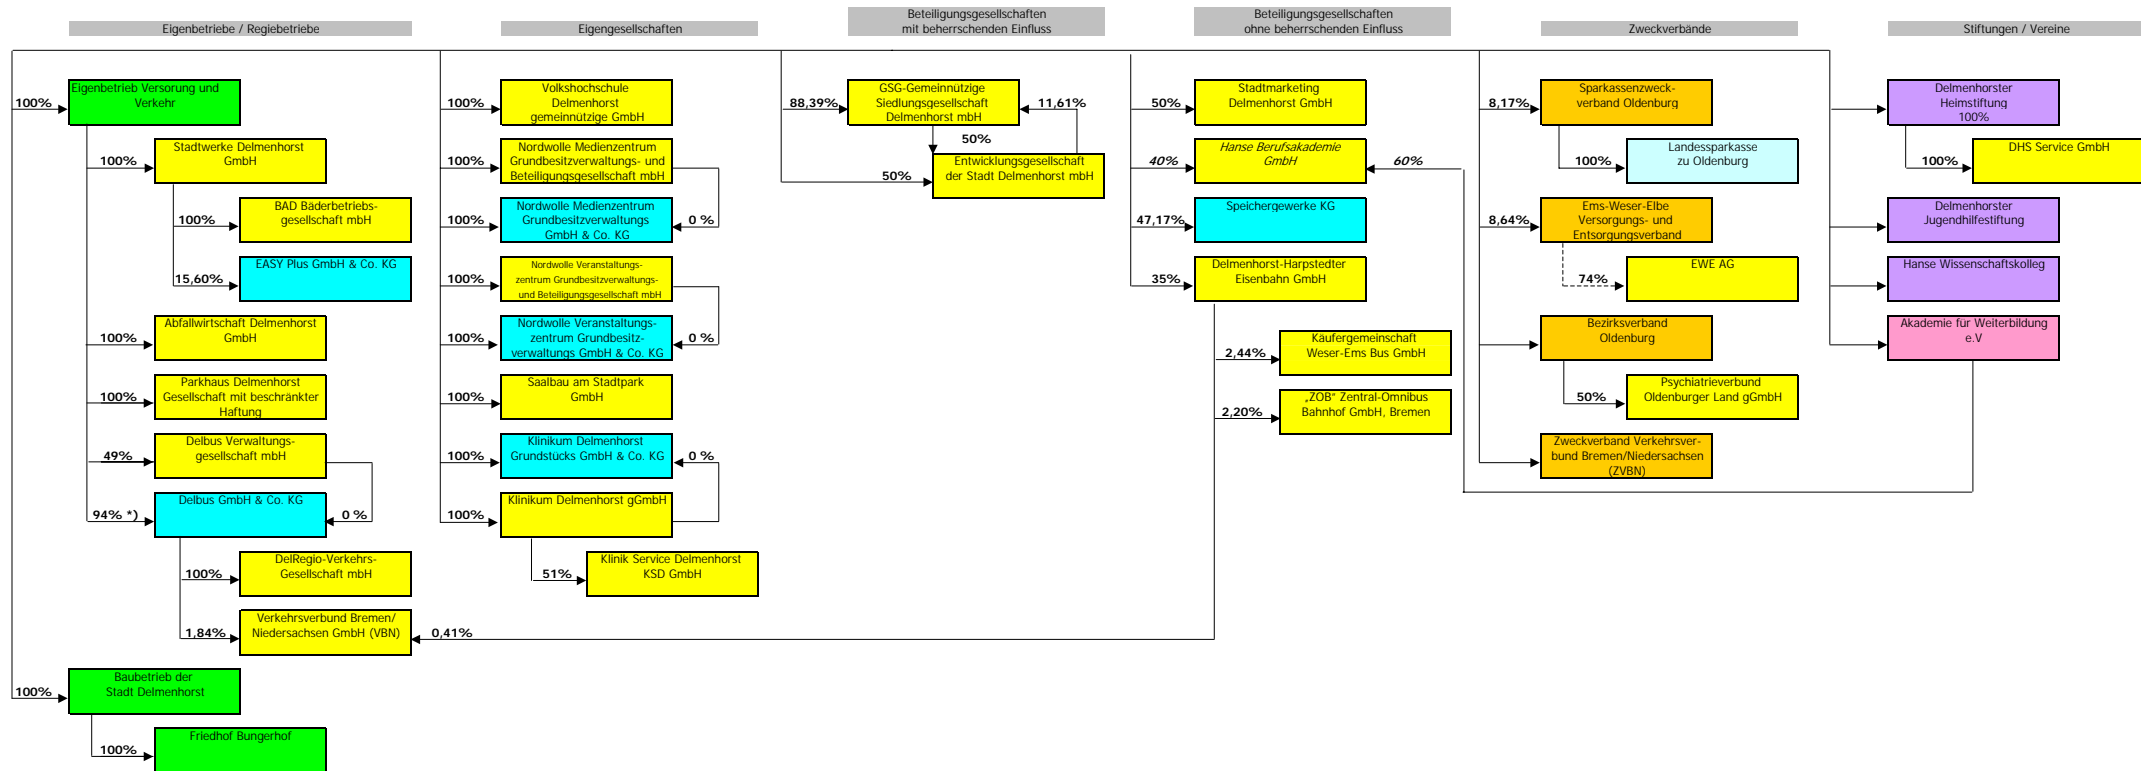 Eigenbetriebe / Regiebetriebe
Eigengesellschaften
Beteiligungsgesellschaften
mit beherrschenden Einfluss
Beteiligungsgesellschaften
ohne beherrschenden Einfluss
Zweckverbände
Stiftungen / Vereine
100%
Eigenbetrieb Versorung und
Verkehr
100%
Stadtwerke Delmenhorst
GmbH
100%
BAD Bäderbetriebs-
gesellschaft mbH
15,60%
EASY Plus GmbH & Co. KG
100%
Abfallwirtschaft Delmenhorst
GmbH
100%
Parkhaus Delmenhorst
Gesellschaft mit beschränkter
Haftung
49%
Delbus Verwaltungs-
gesellschaft mbH
94% *)
Delbus GmbH & Co. KG
0 %
100%
DelRegio-Verkehrs-
Gesellschaft mbH
1,84%
Verkehrsverbund Bremen/
Niedersachsen GmbH (VBN)
0,41%
100%
Baubetrieb der
Stadt Delmenhorst
100%
Friedhof Bungerhof
100%
Volkshochschule
Delmenhorst
gemeinnützige GmbH
100%
Nordwolle Medienzentrum
Grundbesitzverwaltungs- und
Beteiligungsgesellschaft mbH
100%
Nordwolle Medienzentrum
Grundbesitzverwaltungs
GmbH & Co. KG
0 %
100%
Nordwolle Veranstaltungs-
zentrum Grundbesitzverwaltungs-
und Beteiligungsgesellschaft mbH
100%
Nordwolle Veranstaltungs-
zentrum Grundbesitz-
verwaltungs GmbH & Co. KG
0 %
100%
Saalbau am Stadtpark
GmbH
100%
Klinikum Delmenhorst
Grundstücks GmbH & Co. KG
0 %
100%
Klinikum Delmenhorst gGmbH
51%
Klinik Service Delmenhorst
KSD GmbH
88,39%
GSG-Gemeinnützige
Siedlungsgesellschaft
Delmenhorst mbH
11,61%
50%
50%
Entwicklungsgesellschaft
der Stadt Delmenhorst mbH
50%
Stadtmarketing
Delmenhorst GmbH
40%
Hanse Berufsakademie
GmbH
60%
47,17%
Speichergewerke KG
35%
Delmenhorst-Harpstedter
Eisenbahn GmbH
2,44%
Käufergemeinschaft
Weser-Ems Bus GmbH
2,20%
„ZOB“ Zentral-Omnibus
Bahnhof GmbH, Bremen
8,17%
Sparkassenzweck-
verband Oldenburg
100%
Landessparkasse
zu Oldenburg
8,64%
Ems-Weser-Elbe
Versorgungs- und
Entsorgungsverband
74%
EWE AG
Bezirksverband
Oldenburg
50%
Psychiatrieverbund
Oldenburger Land gGmbH
Zweckverband Verkehrsver-
bund Bremen/Niedersachsen
(ZVBN)
Delmenhorster
Heimstiftung
100%
100%
DHS Service GmbH
Delmenhorster
Jugendhilfestiftung
Hanse Wissenschaftskolleg
Akademie für Weiterbildung
e.V